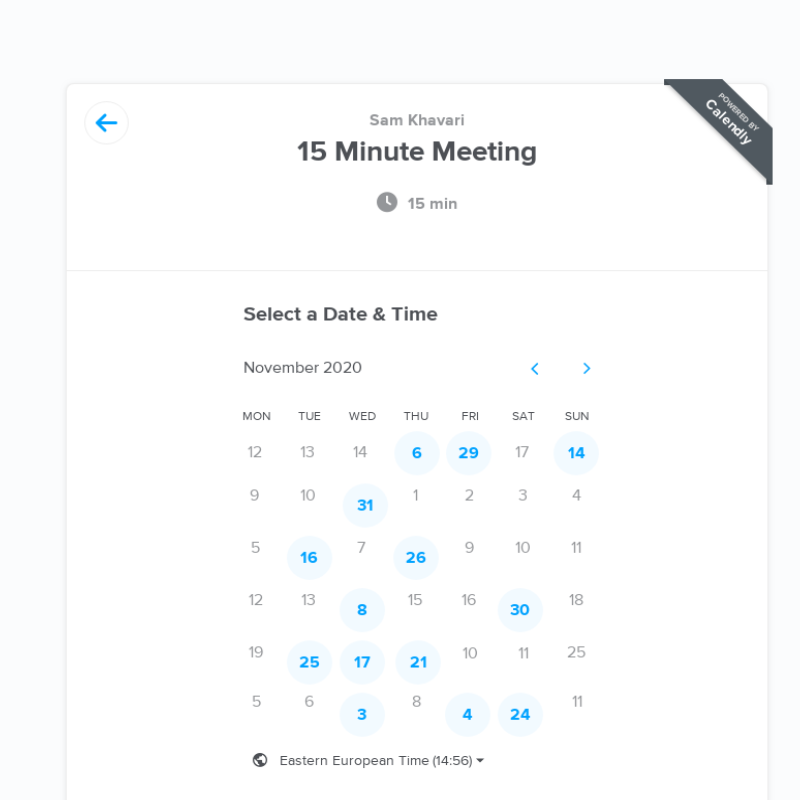 POWERED BY
Calendly
Sam Khavari
15 Minute Meeting
15 min
Select a Date & Time
November 2020
MON TUE WED THU FRI SAT SUN
12 13 14 6 29 17 14
9 10 31 1 2 3 4
5 16 7 26 9 10 11
12 13 8 15 16 30 18
19 25 17 21 10 11 25
5 6 3 8 4 24 11
Eastern European Time (14:56)